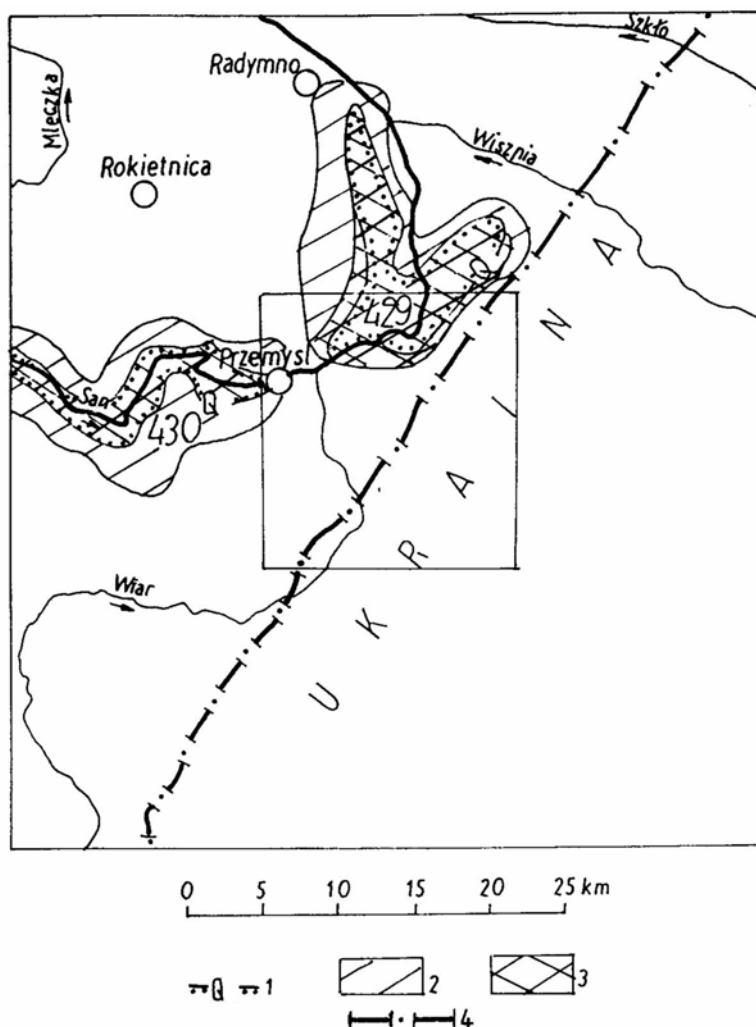 Szkło
Radymno
Mleczka
Wisznia
Rokietnica
Q
429
Przemyśl
San
Q
430
Wiar
UKRAINA
0 5 10 15 20 25 km
Q 1 2 3
4